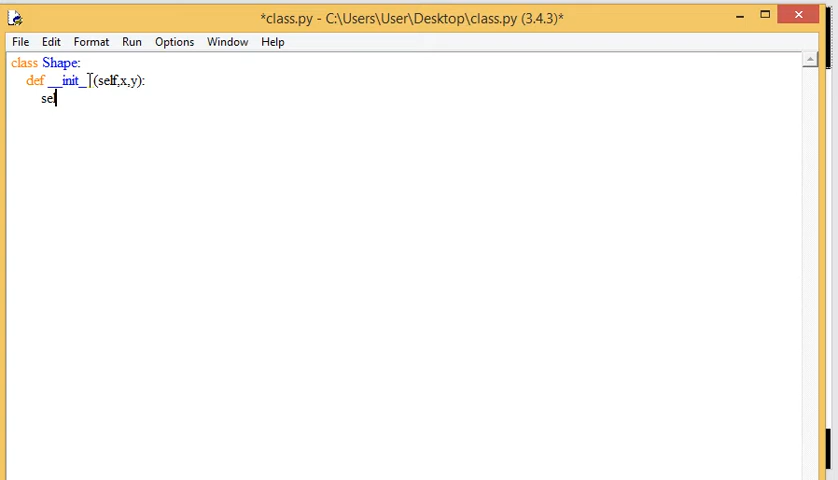 *class.py - C:\Users\User\Desktop\class.py (3.4.3)*
File Edit Format Run Options Window Help
class Shape:
def __init__(self,x,y):
sel